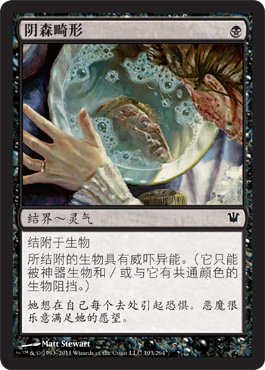 阴森畸形
结界～灵气
结附于生物
所结附的生物具有威吓异能。（它只能
被神器生物和／或与它有共通颜色的
生物阻挡。）
她想在自己每个去处引起恐惧。恶魔很
乐意满足她的愿望。
Matt Stewart
™ & © 1993–2011 Wizards of the Coast LLC 103/264